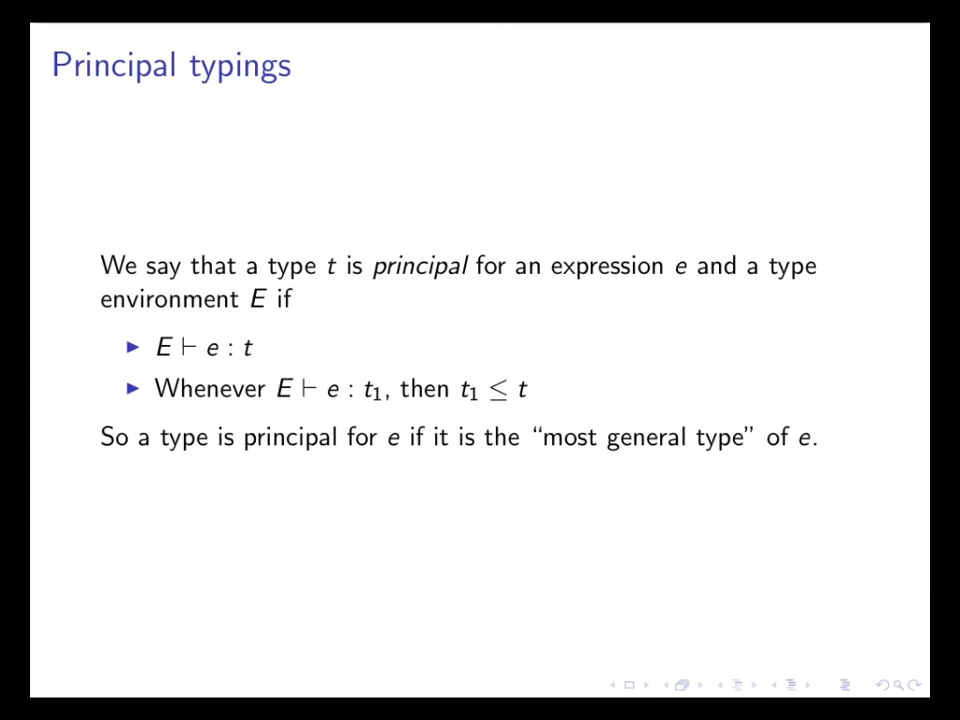 Principal typings
We say that a type t is principal for an expression e and a type
environment E if
▶ E ⊢ e : t
▶ Whenever E ⊢ e : t₁, then t₁ ≤ t
So a type is principal for e if it is the “most general type” of e.